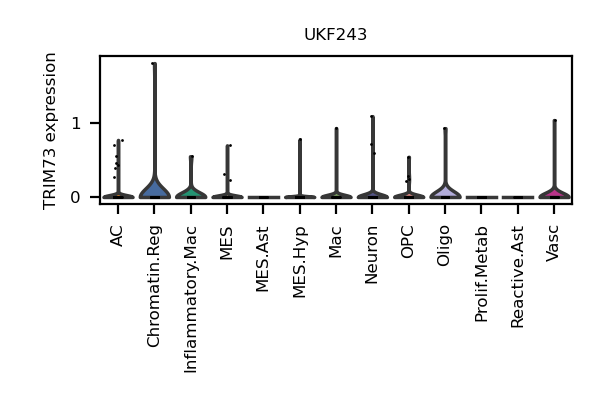 UKF243
TRIM73 expression
1
0
AC
Chromatin.Reg
Inflammatory.Mac
MES
MES.Ast
MES.Hyp
Mac
Neuron
OPC
Oligo
Prolif.Metab
Reactive.Ast
Vasc